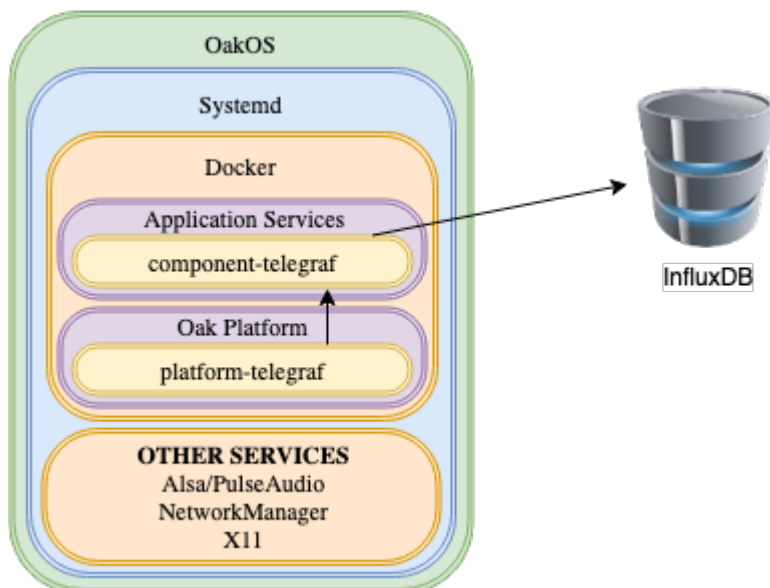 OakOS
Systemd
Docker
Application Services
component-telegraf
Oak Platform
platform-telegraf
OTHER SERVICES
Alsa/PulseAudio
NetworkManager
X11
InfluxDB